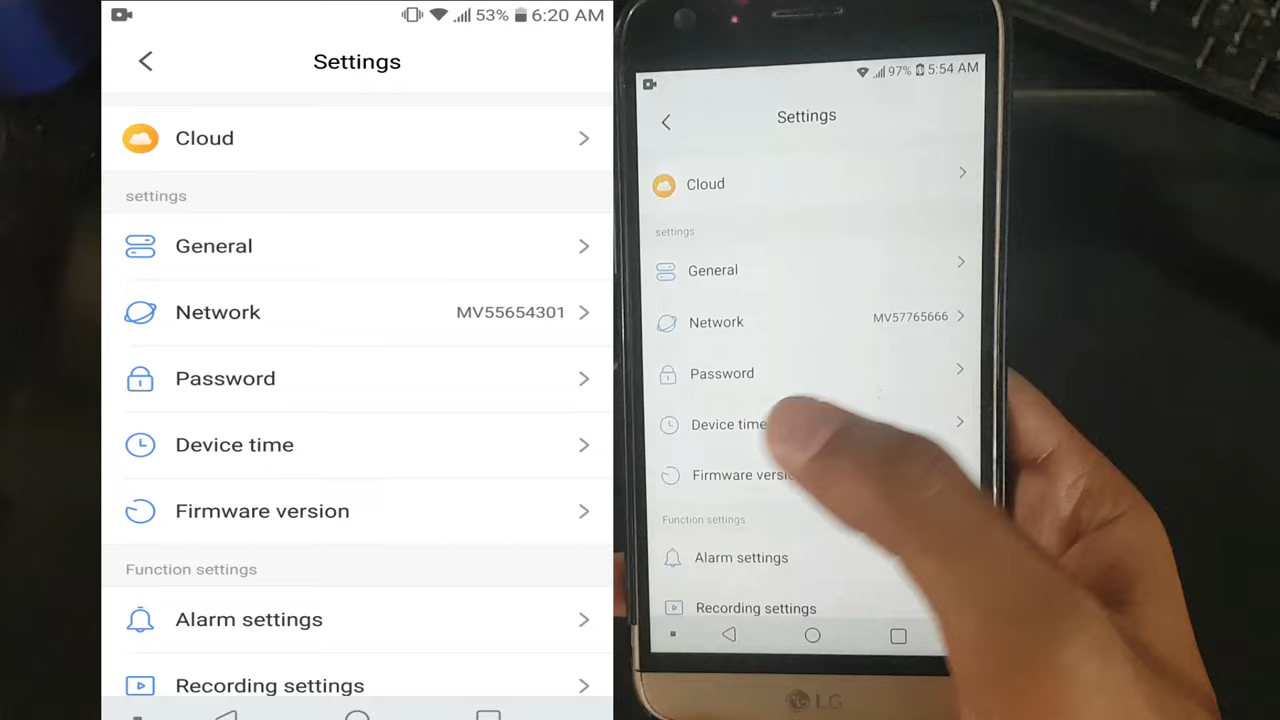 53% 6:20 AM
Settings
Cloud
settings
General
Network MV55654301
Password
Device time
Firmware version
Function settings
Alarm settings
Recording settings
97% 5:54 AM
Settings
Cloud
settings
General
Network MV57765666
Password
Device time
Firmware versi
Function settings
Alarm settings
Recording settings
LG